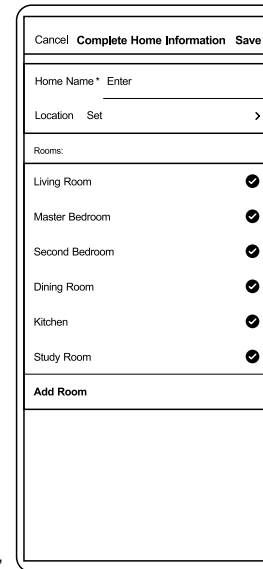 Cancel Complete Home Information Save
Home Name* Enter
Location Set
Rooms:
Living Room
Master Bedroom
Second Bedroom
Dining Room
Kitchen
Study Room
Add Room